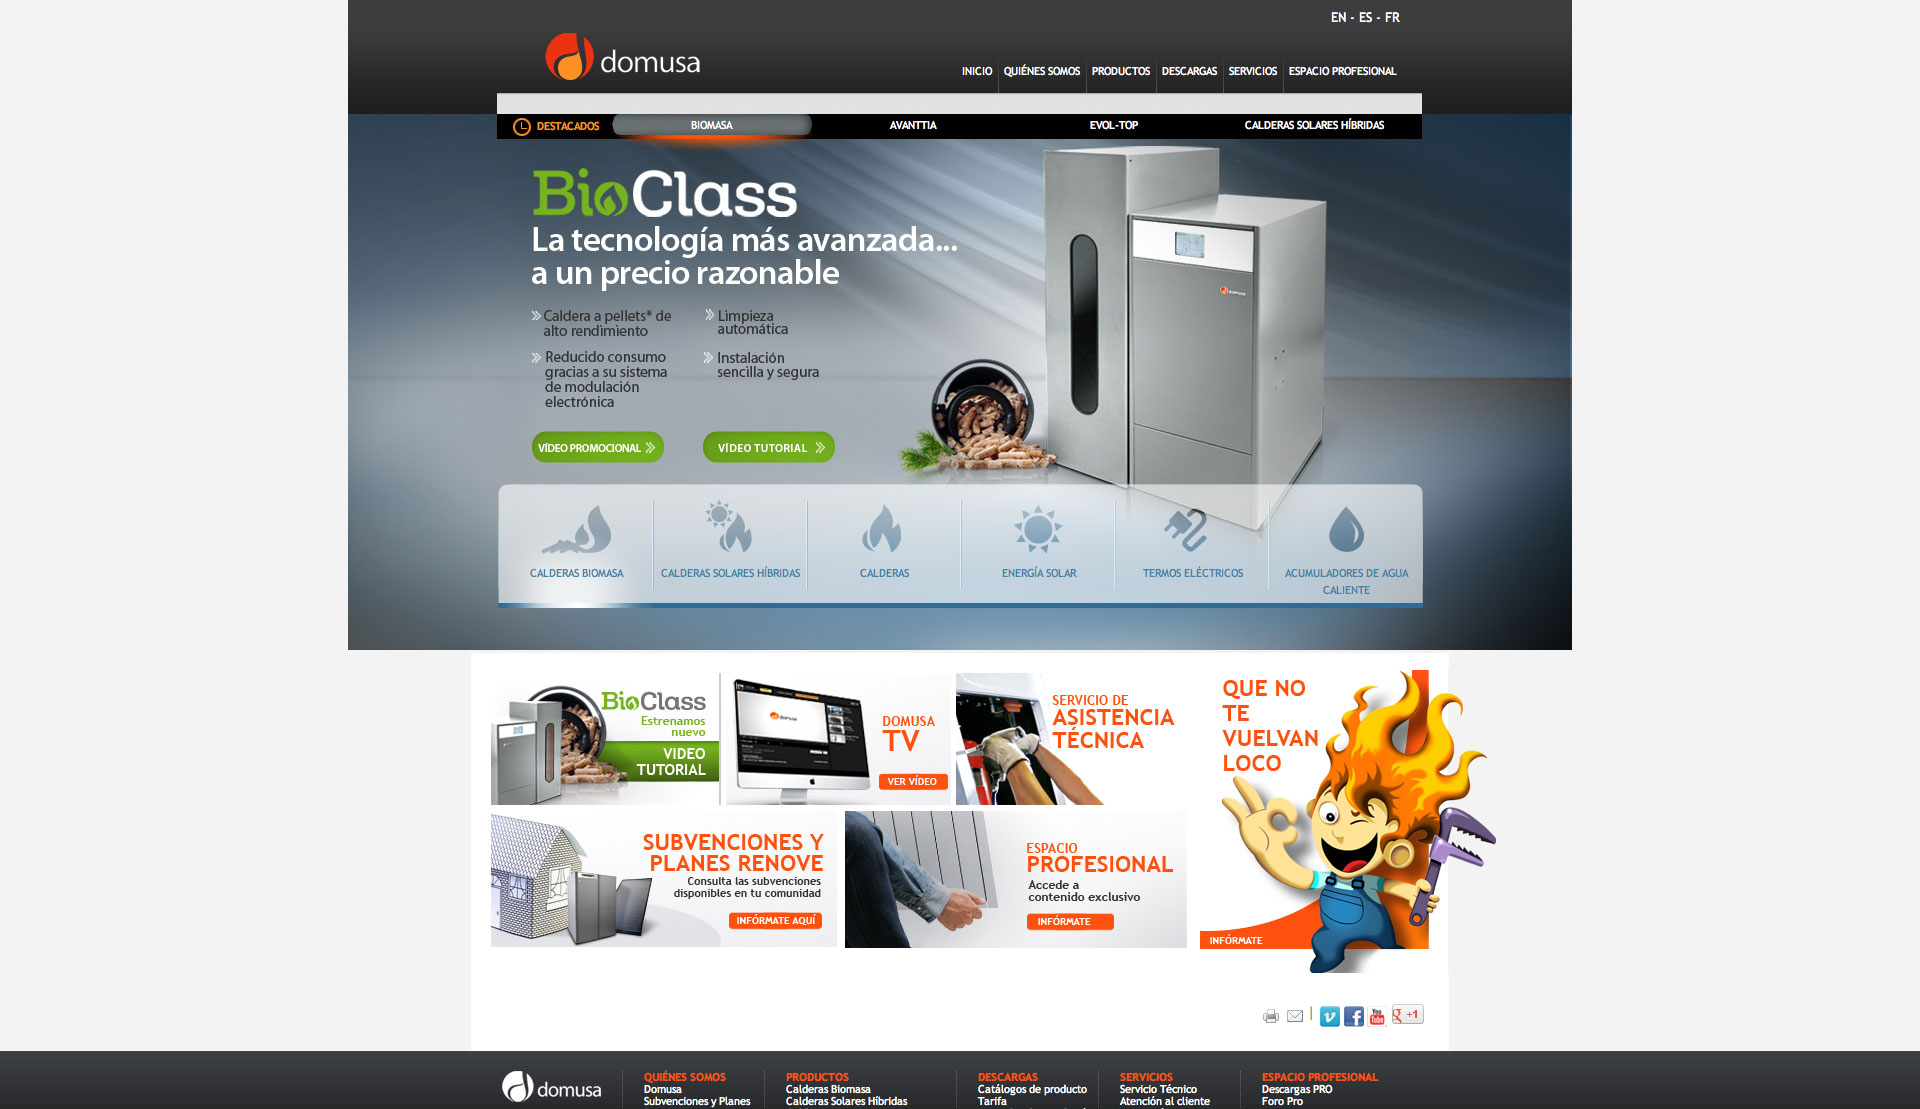 EN - ES - FR
domusa
INICIO
QUIÉNES SOMOS
PRODUCTOS
DESCARGAS
SERVICIOS
ESPACIO PROFESIONAL
DESTACADOS
BIOMASA
AVANTTIA
EVOL-TOP
CALDERAS SOLARES HÍBRIDAS
BioClass
La tecnología más avanzada...
a un precio razonable
Caldera a pellets* de
alto rendimiento
Limpieza
automática
Reducido consumo
gracias a su sistema
de modulación
electrónica
Instalación
sencilla y segura
VÍDEO PROMOCIONAL
VÍDEO TUTORIAL
domusa
CALDERAS BIOMASA
CALDERAS SOLARES HÍBRIDAS
CALDERAS
ENERGÍA SOLAR
TERMOS ELÉCTRICOS
ACUMULADORES DE AGUA
CALIENTE
BioClass
Estrenamos
nuevo
VIDEO
TUTORIAL
domusa
DOMUSA
TV
VER VÍDEO
SERVICIO DE
ASISTENCIA
TÉCNICA
QUE NO
TE
VUELVAN
LOCO
INFÓRMATE
SUBVENCIONES Y
PLANES RENOVE
Consulta las subvenciones
disponibles en tu comunidad
INFÓRMATE AQUÍ
ESPACIO
PROFESIONAL
Accede a
contenido exclusivo
INFÓRMATE
You
Tube
g +1
domusa
QUIÉNES SOMOS
Domusa
Subvenciones y Planes
PRODUCTOS
Calderas Biomasa
Calderas Solares Híbridas
DESCARGAS
Catálogos de producto
Tarifa
SERVICIOS
Servicio Técnico
Atención al cliente
ESPACIO PROFESIONAL
Descargas PRO
Foro Pro